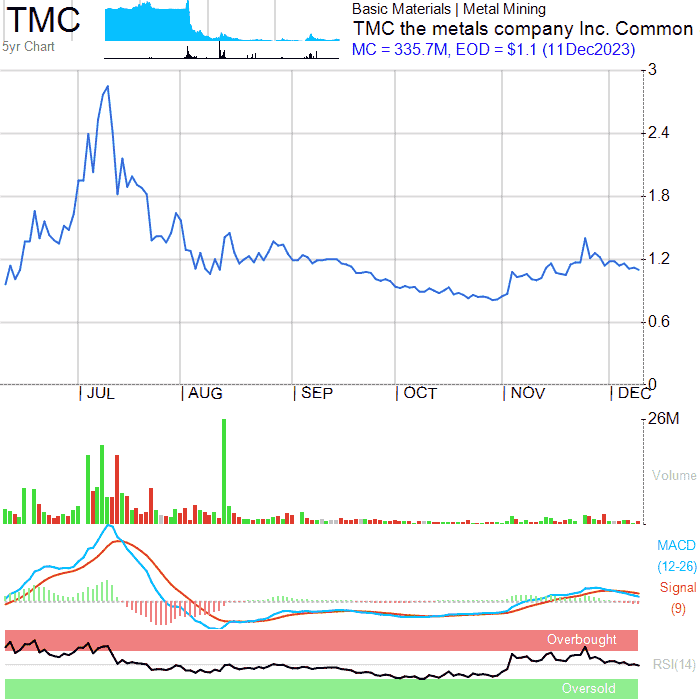 TMC
5yr Chart
Basic Materials | Metal Mining
TMC the metals company Inc. Common
MC = 335.7M, EOD = $1.1 (11Dec2023)
3
2.4
1.8
1.2
0.6
0
JUL AUG SEP OCT NOV DEC
26M
Volume
MACD
(12-26)
Signal
(9)
Overbought
RSI(14)
Oversold